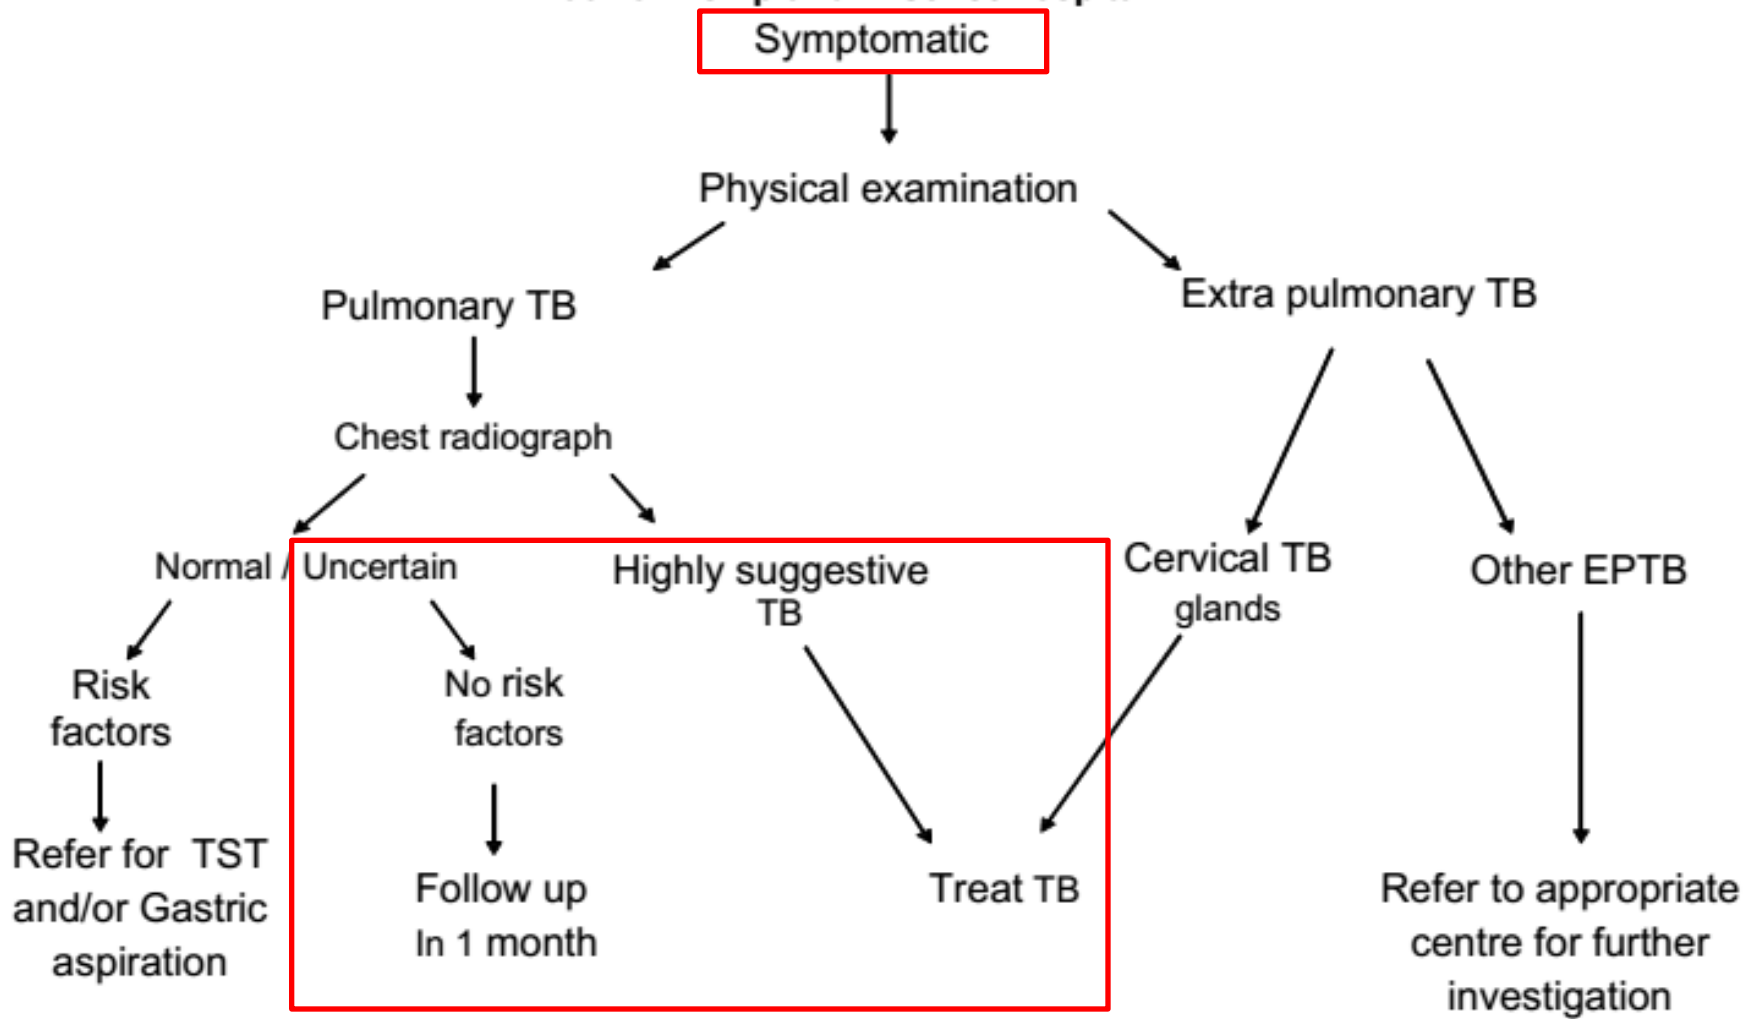 Symptomatic
Physical examination
Pulmonary TB
Extra pulmonary TB
Chest radiograph
Normal / Uncertain
Highly suggestive
TB
Cervical TB
glands
Other EPTB
Risk
factors
No risk
factors
Refer for TST
and/or Gastric
aspiration
Follow up
In 1 month
Treat TB
Refer to appropriate
centre for further
investigation